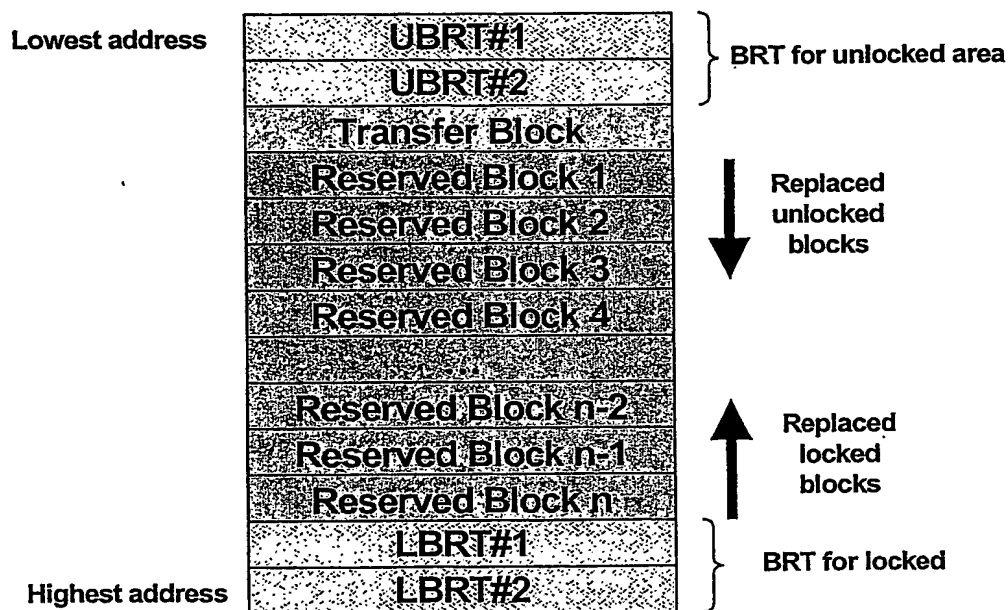 Lowest address
UBRT#1
UBRT#2
BRT for unlocked area
Transfer Block
Reserved Block 1
Reserved Block 2
Reserved Block 3
Reserved Block 4
Replaced
unlocked
blocks
Reserved Block n-2
Reserved Block n-1
Reserved Block n
Replaced
locked
blocks
LBRT#1
LBRT#2
BRT for locked
Highest address